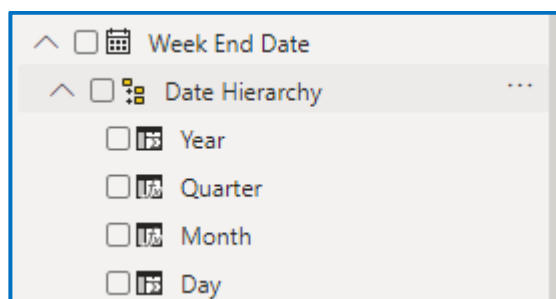 Week End Date
Date Hierarchy
Year
Quarter
Month
Day